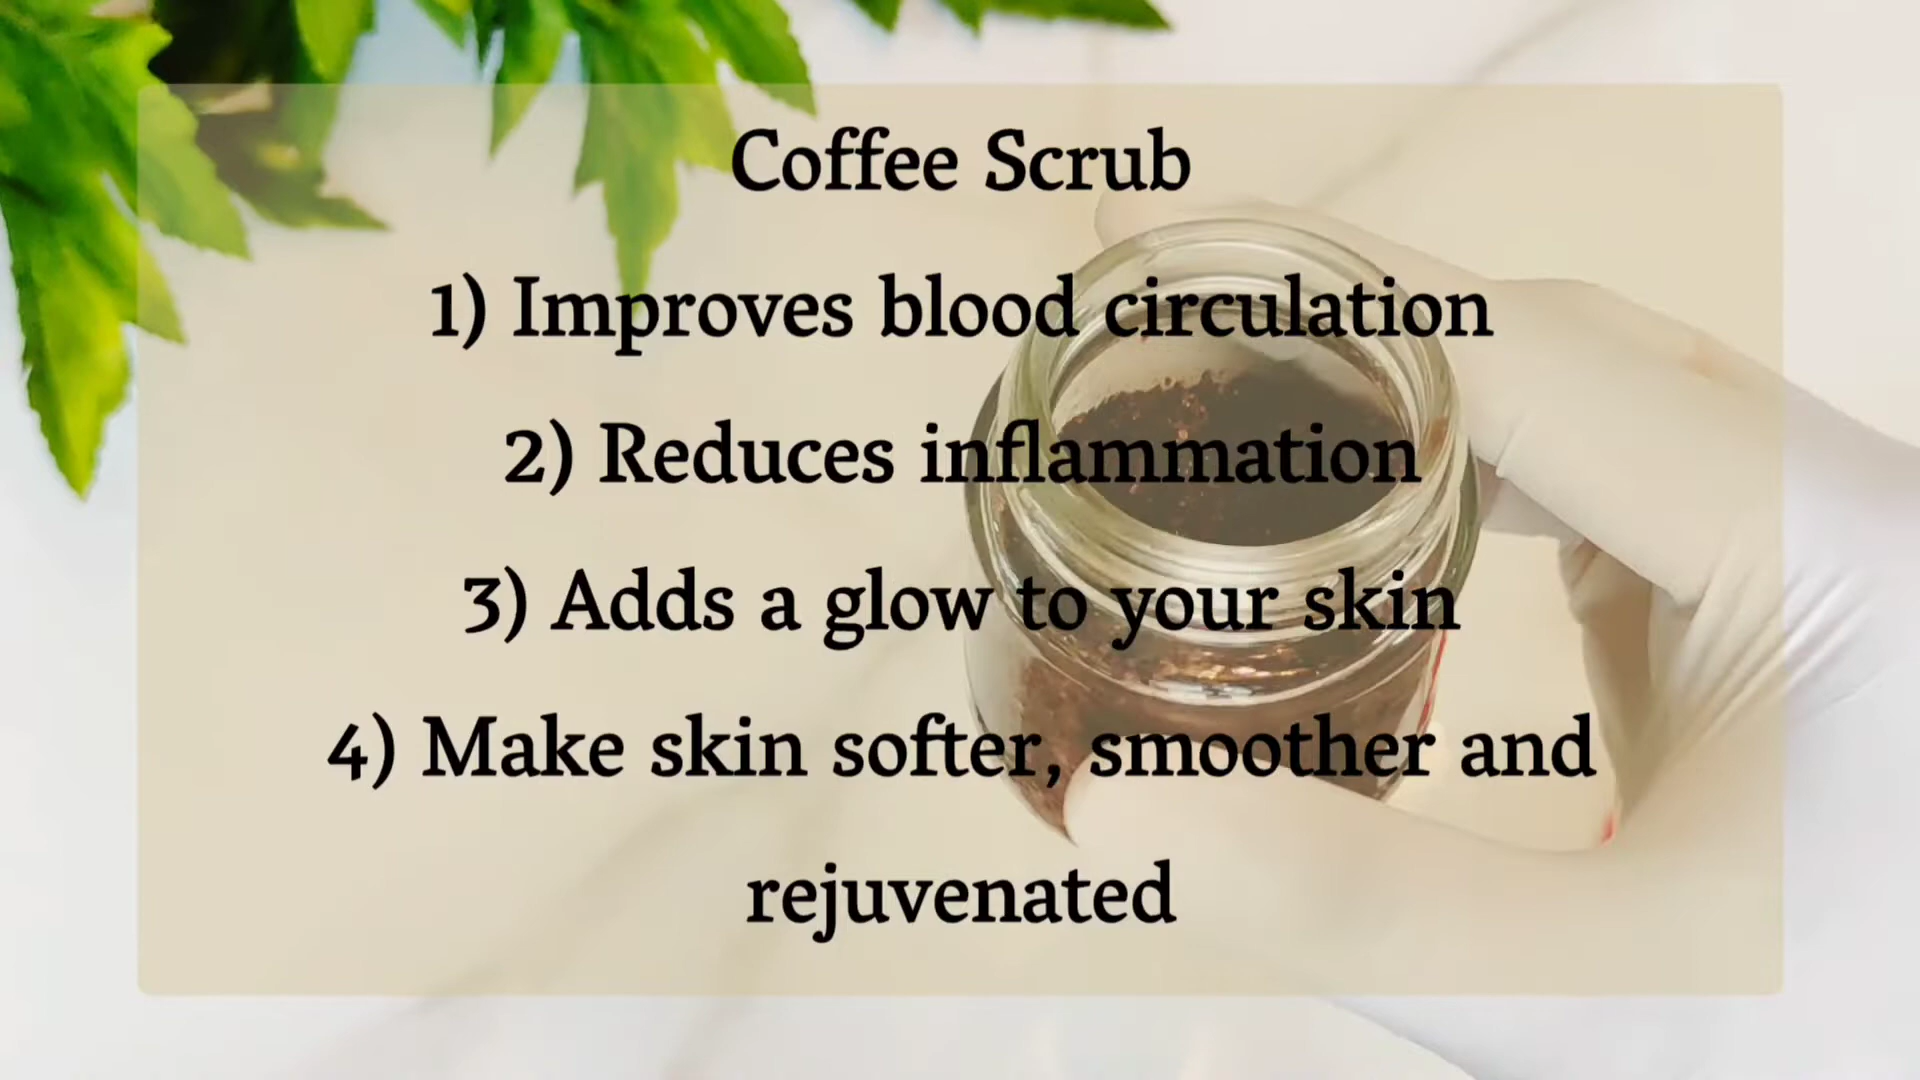 Coffee Scrub
1) Improves blood circulation
2) Reduces inflammation
3) Adds a glow to your skin
4) Make skin softer, smoother and
rejuvenated